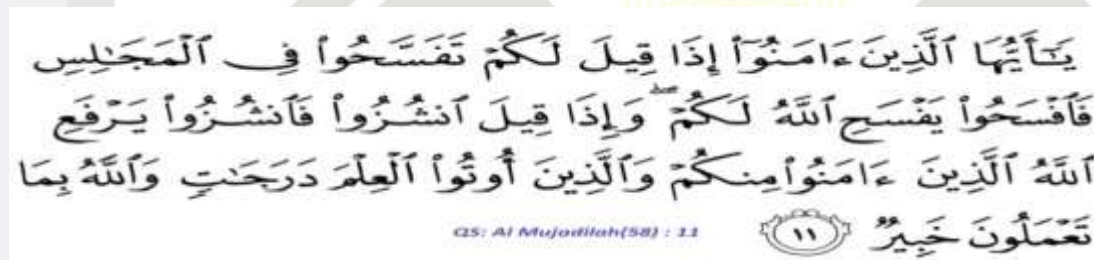 يَـٰٓأَيُّهَا ٱلَّذِينَ ءَامَنُوٓا۟ إِذَا قِيلَ لَكُمْ تَفَسَّحُوا۟ فِى ٱلْمَجَـٰلِسِ
فَٱفْسَحُوا۟ يَفْسَحِ ٱللَّهُ لَكُمْ ۖ وَإِذَا قِيلَ ٱنشُزُوا۟ فَٱنشُزُوا۟ يَرْفَعِ
ٱللَّهُ ٱلَّذِينَ ءَامَنُوا۟ مِنكُمْ وَٱلَّذِينَ أُوتُوا۟ ٱلْعِلْمَ دَرَجَـٰتٍ وَٱللَّهُ بِمَا
تَعْمَلُونَ خَبِيرٌ ١١
QS: Al Mujadilah(58) : 11